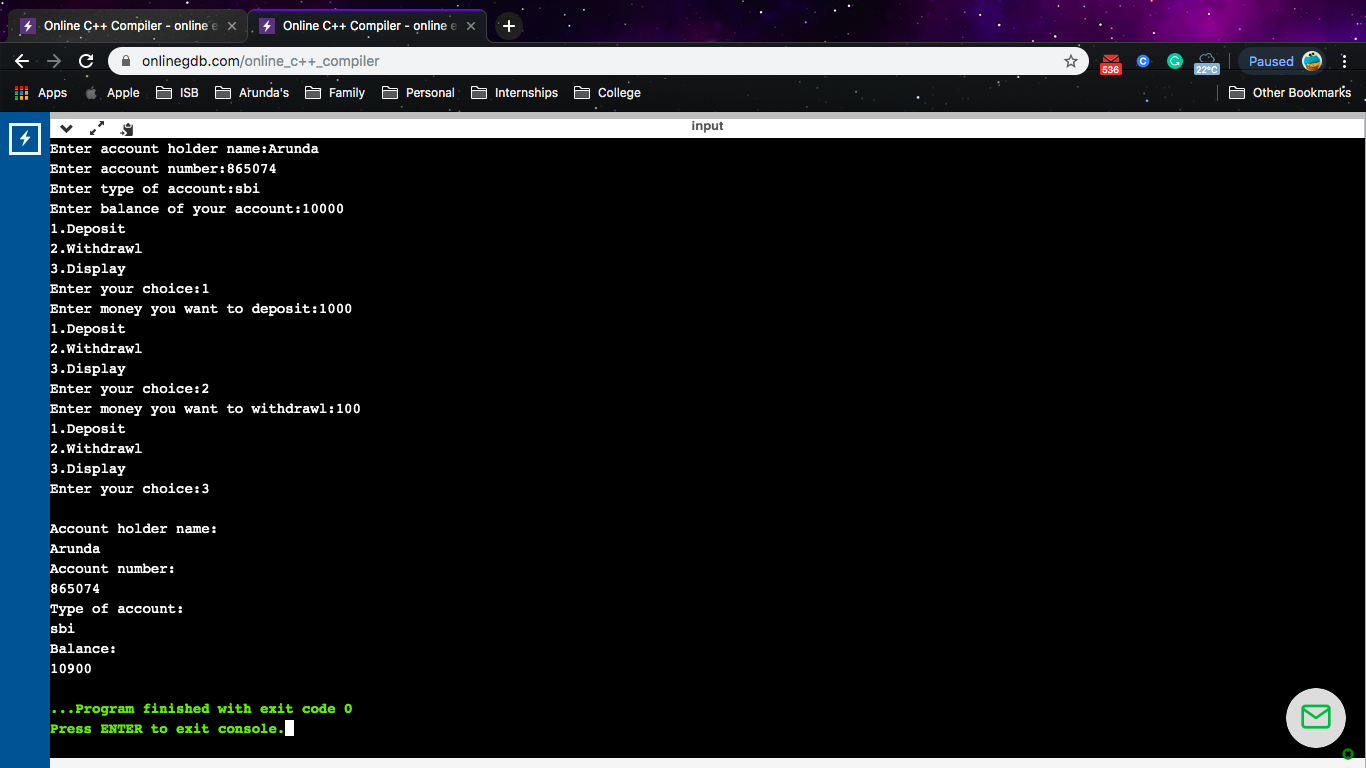 Online C++ Compiler - online e
Online C++ Compiler - online e
onlinegdb.com/online_c++_compiler
536
22°C
Paused
Apps
Apple
ISB
Arunda's
Family
Personal
Internships
College
Other Bookmarks
input
Enter account holder name:Arunda
Enter account number:865074
Enter type of account:sbi
Enter balance of your account:10000
1.Deposit
2.Withdrawl
3.Display
Enter your choice:1
Enter money you want to deposit:1000
1.Deposit
2.Withdrawl
3.Display
Enter your choice:2
Enter money you want to withdrawl:100
1.Deposit
2.Withdrawl
3.Display
Enter your choice:3
Account holder name:
Arunda
Account number:
865074
Type of account:
sbi
Balance:
10900
...Program finished with exit code 0
Press ENTER to exit console.